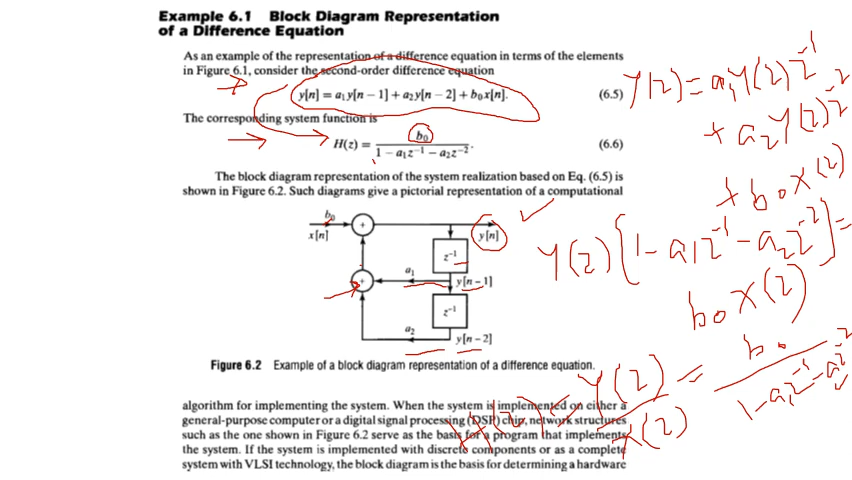 Example 6.1 Block Diagram Representation
of a Difference Equation
As an example of the representation of a difference equation in terms of the elements
in Figure 6.1, consider the second-order difference equation
y[n] = a₁y[n − 1] + a₂y[n − 2] + b₀x[n]. (6.5)
The corresponding system function is
H(z) = b₀ / (1 − a₁z⁻¹ − a₂z⁻²). (6.6)
The block diagram representation of the system realization based on Eq. (6.5) is
shown in Figure 6.2. Such diagrams give a pictorial representation of a computational
b₀
x[n]
+
y[n]
z⁻¹
a₁
+
y[n − 1]
z⁻¹
a₂
y[n − 2]
Figure 6.2 Example of a block diagram representation of a difference equation.
algorithm for implementing the system. When the system is implemented on either a
general-purpose computer or a digital signal processing (DSP) chip, network structures
such as the one shown in Figure 6.2 serve as the basis for a program that implements
the system. If the system is implemented with discrete components or as a complete
system with VLSI technology, the block diagram is the basis for determining a hardware
Y(z) = a₁Y(z)z⁻¹
+ a₂Y(z)z⁻²
+ b₀X(z)
Y(z)[1 − a₁z⁻¹ − a₂z⁻²] =
b₀X(z)
H(z) = Y(z)/X(z) = b₀ / (1 − a₁z⁻¹ − a₂z⁻²)